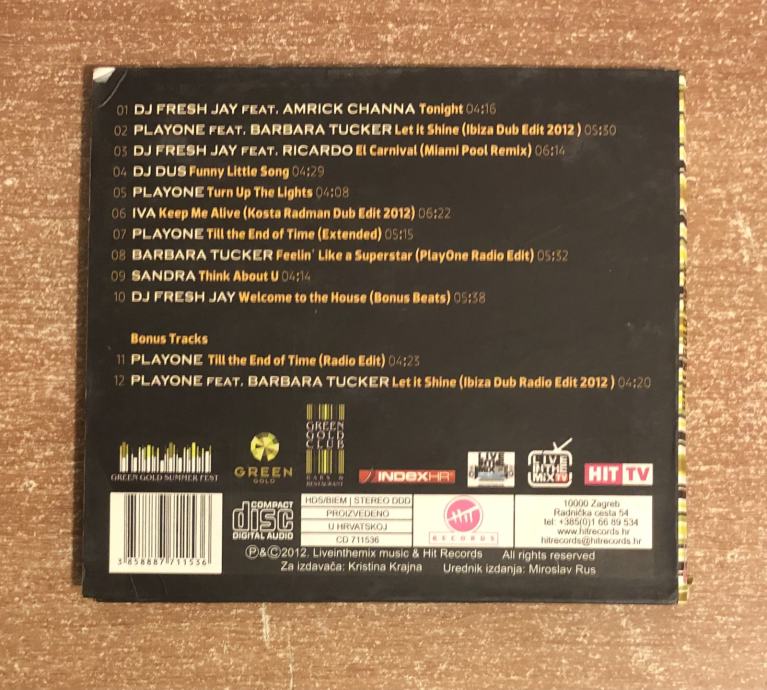 01 DJ FRESH JAY FEAT. AMRICK CHANNA Tonight 04:16
02 PLAYONE FEAT. BARBARA TUCKER Let it Shine (Ibiza Dub Edit 2012 ) 05:30
03 DJ FRESH JAY FEAT. RICARDO El Carnival (Miami Pool Remix) 06:14
04 DJ DUS Funny Little Song 04:29
05 PLAYONE Turn Up The Lights 04:08
06 IVA Keep Me Alive (Kosta Radman Dub Edit 2012) 06:22
07 PLAYONE Till the End of Time (Extended) 05:15
08 BARBARA TUCKER Feelin' Like a Superstar (PlayOne Radio Edit) 05:32
09 SANDRA Think About U 04:14
10 DJ FRESH JAY Welcome to the House (Bonus Beats) 05:38
Bonus Tracks
11 PLAYONE Till the End of Time (Radio Edit) 04:23
12 PLAYONE FEAT. BARBARA TUCKER Let it Shine (Ibiza Dub Radio Edit 2012 ) 04:20
GREEN GOLD SUMMER FEST
GREEN
GOLD
GREEN
GOLD
CLUB
BARS &
RESTAURANT
INDEXHR
LIVE
IN THE
MIX
LIVE
INTHE
MIX TV
HIT TV
3 858887 711536
COMPACT
disc
DIGITAL AUDIO
HDS/BIEM | STEREO DDD
PROIZVEDENO
U HRVATSKOJ
CD 711536
HIT
RECORDS
10000 Zagreb
Radnička cesta 54
tel: +385(0)1 66 89 534
www.hitrecords.hr
hitrecords@hitrecords.hr
Ⓟ&©2012. Liveinthemix music & Hit Records All rights reserved
Za izdavača: Kristina Krajna Urednik izdanja: Miroslav Rus